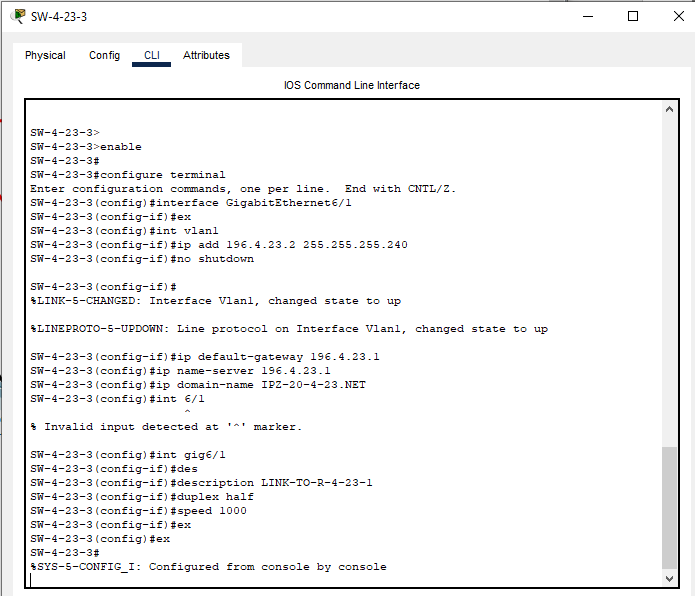 SW-4-23-3
Physical Config CLI Attributes
IOS Command Line Interface
SW-4-23-3>
SW-4-23-3>enable
SW-4-23-3#
SW-4-23-3#configure terminal
Enter configuration commands, one per line.  End with CNTL/Z.
SW-4-23-3(config)#interface GigabitEthernet6/1
SW-4-23-3(config-if)#ex
SW-4-23-3(config)#int vlan1
SW-4-23-3(config-if)#ip add 196.4.23.2 255.255.255.240
SW-4-23-3(config-if)#no shutdown
SW-4-23-3(config-if)#
%LINK-5-CHANGED: Interface Vlan1, changed state to up
%LINEPROTO-5-UPDOWN: Line protocol on Interface Vlan1, changed state to up
SW-4-23-3(config-if)#ip default-gateway 196.4.23.1
SW-4-23-3(config)#ip name-server 196.4.23.1
SW-4-23-3(config)#ip domain-name IPZ-20-4-23.NET
SW-4-23-3(config)#int 6/1
^
% Invalid input detected at '^' marker.
SW-4-23-3(config)#int gig6/1
SW-4-23-3(config-if)#des
SW-4-23-3(config-if)#description LINK-TO-R-4-23-1
SW-4-23-3(config-if)#duplex half
SW-4-23-3(config-if)#speed 1000
SW-4-23-3(config-if)#ex
SW-4-23-3(config)#ex
SW-4-23-3#
%SYS-5-CONFIG_I: Configured from console by console